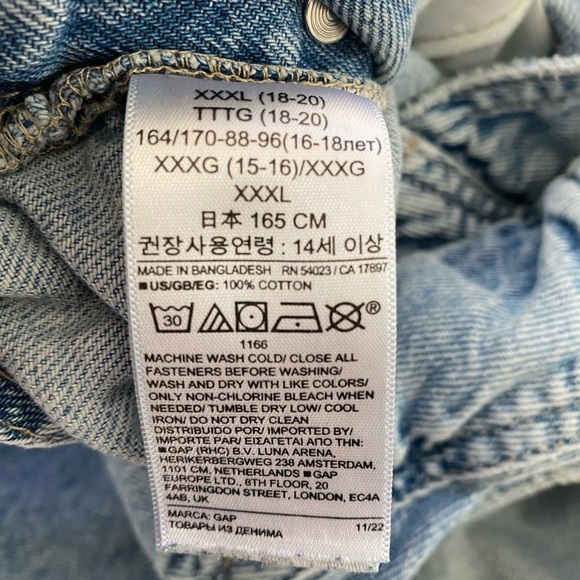 XXXL (18-20)
TTTG (18-20)
164/170-88-96(16-18лет)
XXXG (15-16)/XXXG
XXXL
日本 165 CM
권장사용연령 : 14세 이상
MADE IN BANGLADESH RN 54023/ CA 17897
■US/GB/EG: 100% COTTON
30
®
1166
MACHINE WASH COLD/ CLOSE ALL
FASTENERS BEFORE WASHING/
WASH AND DRY WITH LIKE COLORS/
ONLY NON-CHLORINE BLEACH WHEN
NEEDED/ TUMBLE DRY LOW/ COOL
IRON/ DO NOT DRY CLEAN
DISTRIBUIDO POR/ IMPORTED BY/
IMPORTE PAR/ ΕΙΣΑΓΕΤΑΙ ΑΠΟ ΤΗΝ:
■GAP (RHC) B.V. LUNA ARENA,
HERIKERBERGWEG 238 AMSTERDAM,
1101 CM, NETHERLANDS ■GAP
EUROPE LTD., 8TH FLOOR, 20
FARRINGDON STREET, LONDON, EC4A
4AB, UK
MARCA: GAP
ТОВАРЫ ИЗ ДЕНИМА 11/22